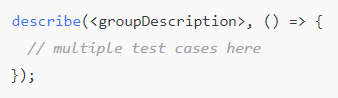 describe(<groupDescription>, () => {
  // multiple test cases here
});